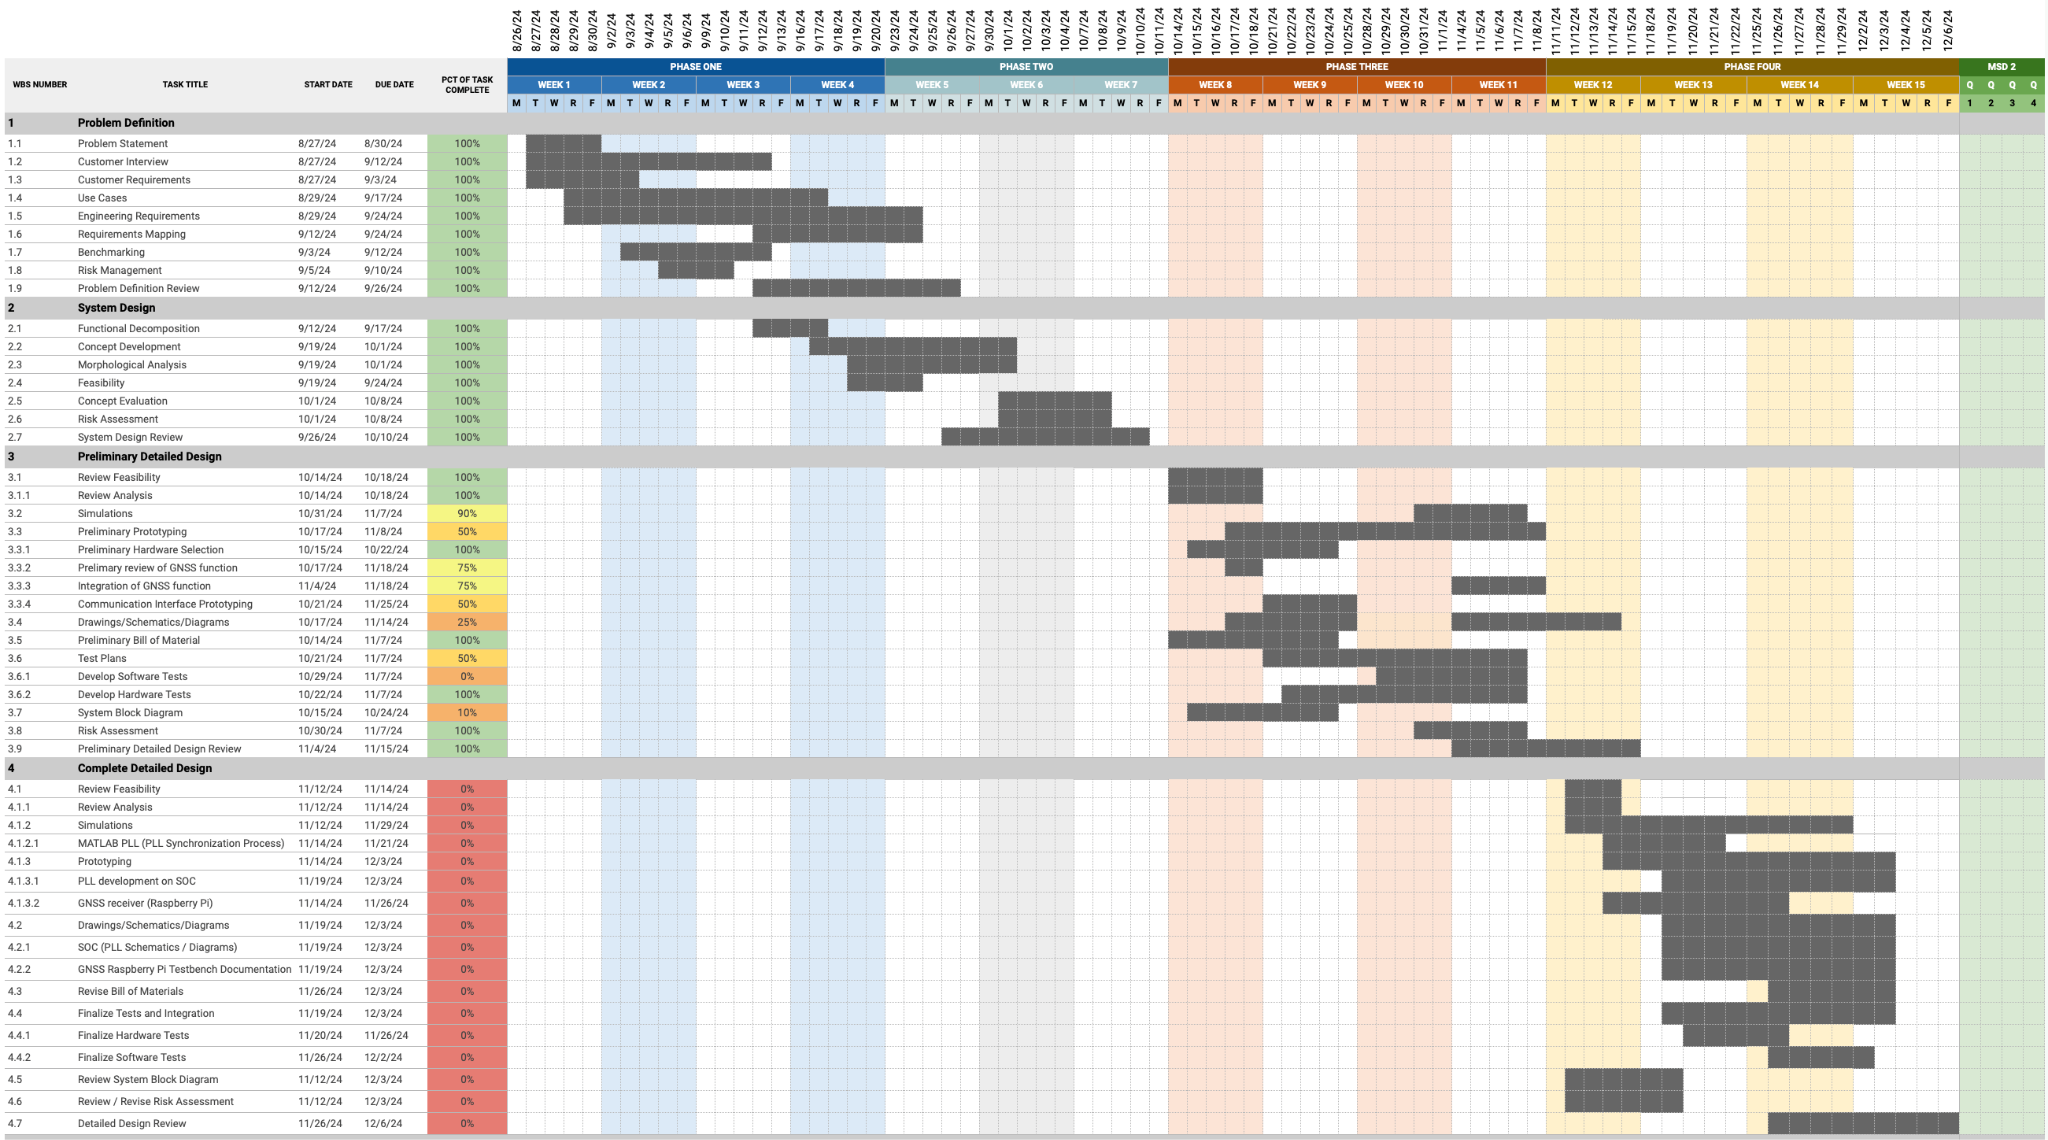 8/26/24 8/27/24 8/28/24 8/29/24 8/30/24 9/2/24 9/3/24 9/4/24 9/5/24 9/6/24 9/9/24 9/10/24 9/11/24 9/12/24 9/13/24 9/16/24 9/17/24 9/18/24 9/19/24 9/20/24 9/23/24 9/24/24 9/25/24 9/26/24 9/27/24 9/30/24 10/1/24 10/2/24 10/3/24 10/4/24 10/7/24 10/8/24 10/9/24 10/10/24 10/11/24 10/14/24 10/15/24 10/16/24 10/17/24 10/18/24 10/21/24 10/22/24 10/23/24 10/24/24 10/25/24 10/28/24 10/29/24 10/30/24 10/31/24 11/1/24 11/4/24 11/5/24 11/6/24 11/7/24 11/8/24 11/11/24 11/12/24 11/13/24 11/14/24 11/15/24 11/18/24 11/19/24 11/20/24 11/21/24 11/22/24 11/25/24 11/26/24 11/27/24 11/28/24 11/29/24 12/2/24 12/3/24 12/4/24 12/5/24 12/6/24
WBS NUMBER TASK TITLE START DATE DUE DATE PCT OF TASK COMPLETE
PHASE ONE PHASE TWO PHASE THREE PHASE FOUR MSD 2
WEEK 1 WEEK 2 WEEK 3 WEEK 4 WEEK 5 WEEK 6 WEEK 7 WEEK 8 WEEK 9 WEEK 10 WEEK 11 WEEK 12 WEEK 13 WEEK 14 WEEK 15 Q Q Q Q
M T W R F M T W R F M T W R F M T W R F M T W R F M T W R F M T W R F M T W R F M T W R F M T W R F M T W R F M T W R F M T W R F M T W R F M T W R F 1 2 3 4
1 Problem Definition
1.1 Problem Statement 8/27/24 8/30/24 100%
1.2 Customer Interview 8/27/24 9/12/24 100%
1.3 Customer Requirements 8/27/24 9/3/24 100%
1.4 Use Cases 8/29/24 9/17/24 100%
1.5 Engineering Requirements 8/29/24 9/24/24 100%
1.6 Requirements Mapping 9/12/24 9/24/24 100%
1.7 Benchmarking 9/3/24 9/12/24 100%
1.8 Risk Management 9/5/24 9/10/24 100%
1.9 Problem Definition Review 9/12/24 9/26/24 100%
2 System Design
2.1 Functional Decomposition 9/12/24 9/17/24 100%
2.2 Concept Development 9/19/24 10/1/24 100%
2.3 Morphological Analysis 9/19/24 10/1/24 100%
2.4 Feasibility 9/19/24 9/24/24 100%
2.5 Concept Evaluation 10/1/24 10/8/24 100%
2.6 Risk Assessment 10/1/24 10/8/24 100%
2.7 System Design Review 9/26/24 10/10/24 100%
3 Preliminary Detailed Design
3.1 Review Feasibility 10/14/24 10/18/24 100%
3.1.1 Review Analysis 10/14/24 10/18/24 100%
3.2 Simulations 10/31/24 11/7/24 90%
3.3 Preliminary Prototyping 10/17/24 11/8/24 50%
3.3.1 Preliminary Hardware Selection 10/15/24 10/22/24 100%
3.3.2 Prelimary review of GNSS function 10/17/24 11/18/24 75%
3.3.3 Integration of GNSS function 11/4/24 11/18/24 75%
3.3.4 Communication Interface Prototyping 10/21/24 11/25/24 50%
3.4 Drawings/Schematics/Diagrams 10/17/24 11/14/24 25%
3.5 Preliminary Bill of Material 10/14/24 11/7/24 100%
3.6 Test Plans 10/21/24 11/7/24 50%
3.6.1 Develop Software Tests 10/29/24 11/7/24 0%
3.6.2 Develop Hardware Tests 10/22/24 11/7/24 100%
3.7 System Block Diagram 10/15/24 10/24/24 10%
3.8 Risk Assessment 10/30/24 11/7/24 100%
3.9 Preliminary Detailed Design Review 11/4/24 11/15/24 100%
4 Complete Detailed Design
4.1 Review Feasibility 11/12/24 11/14/24 0%
4.1.1 Review Analysis 11/12/24 11/14/24 0%
4.1.2 Simulations 11/12/24 11/29/24 0%
4.1.2.1 MATLAB PLL (PLL Synchronization Process) 11/14/24 11/21/24 0%
4.1.3 Prototyping 11/14/24 12/3/24 0%
4.1.3.1 PLL development on SOC 11/19/24 12/3/24 0%
4.1.3.2 GNSS receiver (Raspberry Pi) 11/14/24 11/26/24 0%
4.2 Drawings/Schematics/Diagrams 11/19/24 12/3/24 0%
4.2.1 SOC (PLL Schematics / Diagrams) 11/19/24 12/3/24 0%
4.2.2 GNSS Raspberry Pi Testbench Documentation 11/19/24 12/3/24 0%
4.3 Revise Bill of Materials 11/26/24 12/3/24 0%
4.4 Finalize Tests and Integration 11/19/24 12/3/24 0%
4.4.1 Finalize Hardware Tests 11/20/24 11/26/24 0%
4.4.2 Finalize Software Tests 11/26/24 12/2/24 0%
4.5 Review System Block Diagram 11/12/24 12/3/24 0%
4.6 Review / Revise Risk Assessment 11/12/24 12/3/24 0%
4.7 Detailed Design Review 11/26/24 12/6/24 0%